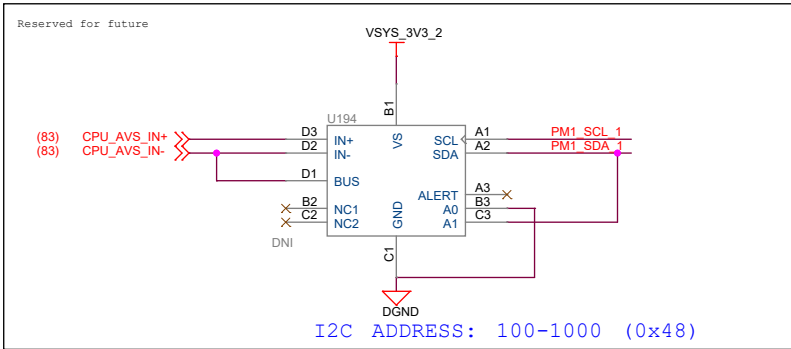 Reserved for future
VSYS_3V3_2
U194
B1
(83) CPU_AVS_IN+ D3 IN+ VS SCL A1 PM1_SCL_1
(83) CPU_AVS_IN- D2 IN- SDA A2 PM1_SDA_1
D1 BUS
ALERT A3
B2 NC1 A0 B3
C2 NC2 GND A1 C3
DNI
C1
DGND
I2C ADDRESS: 100-1000 (0x48)